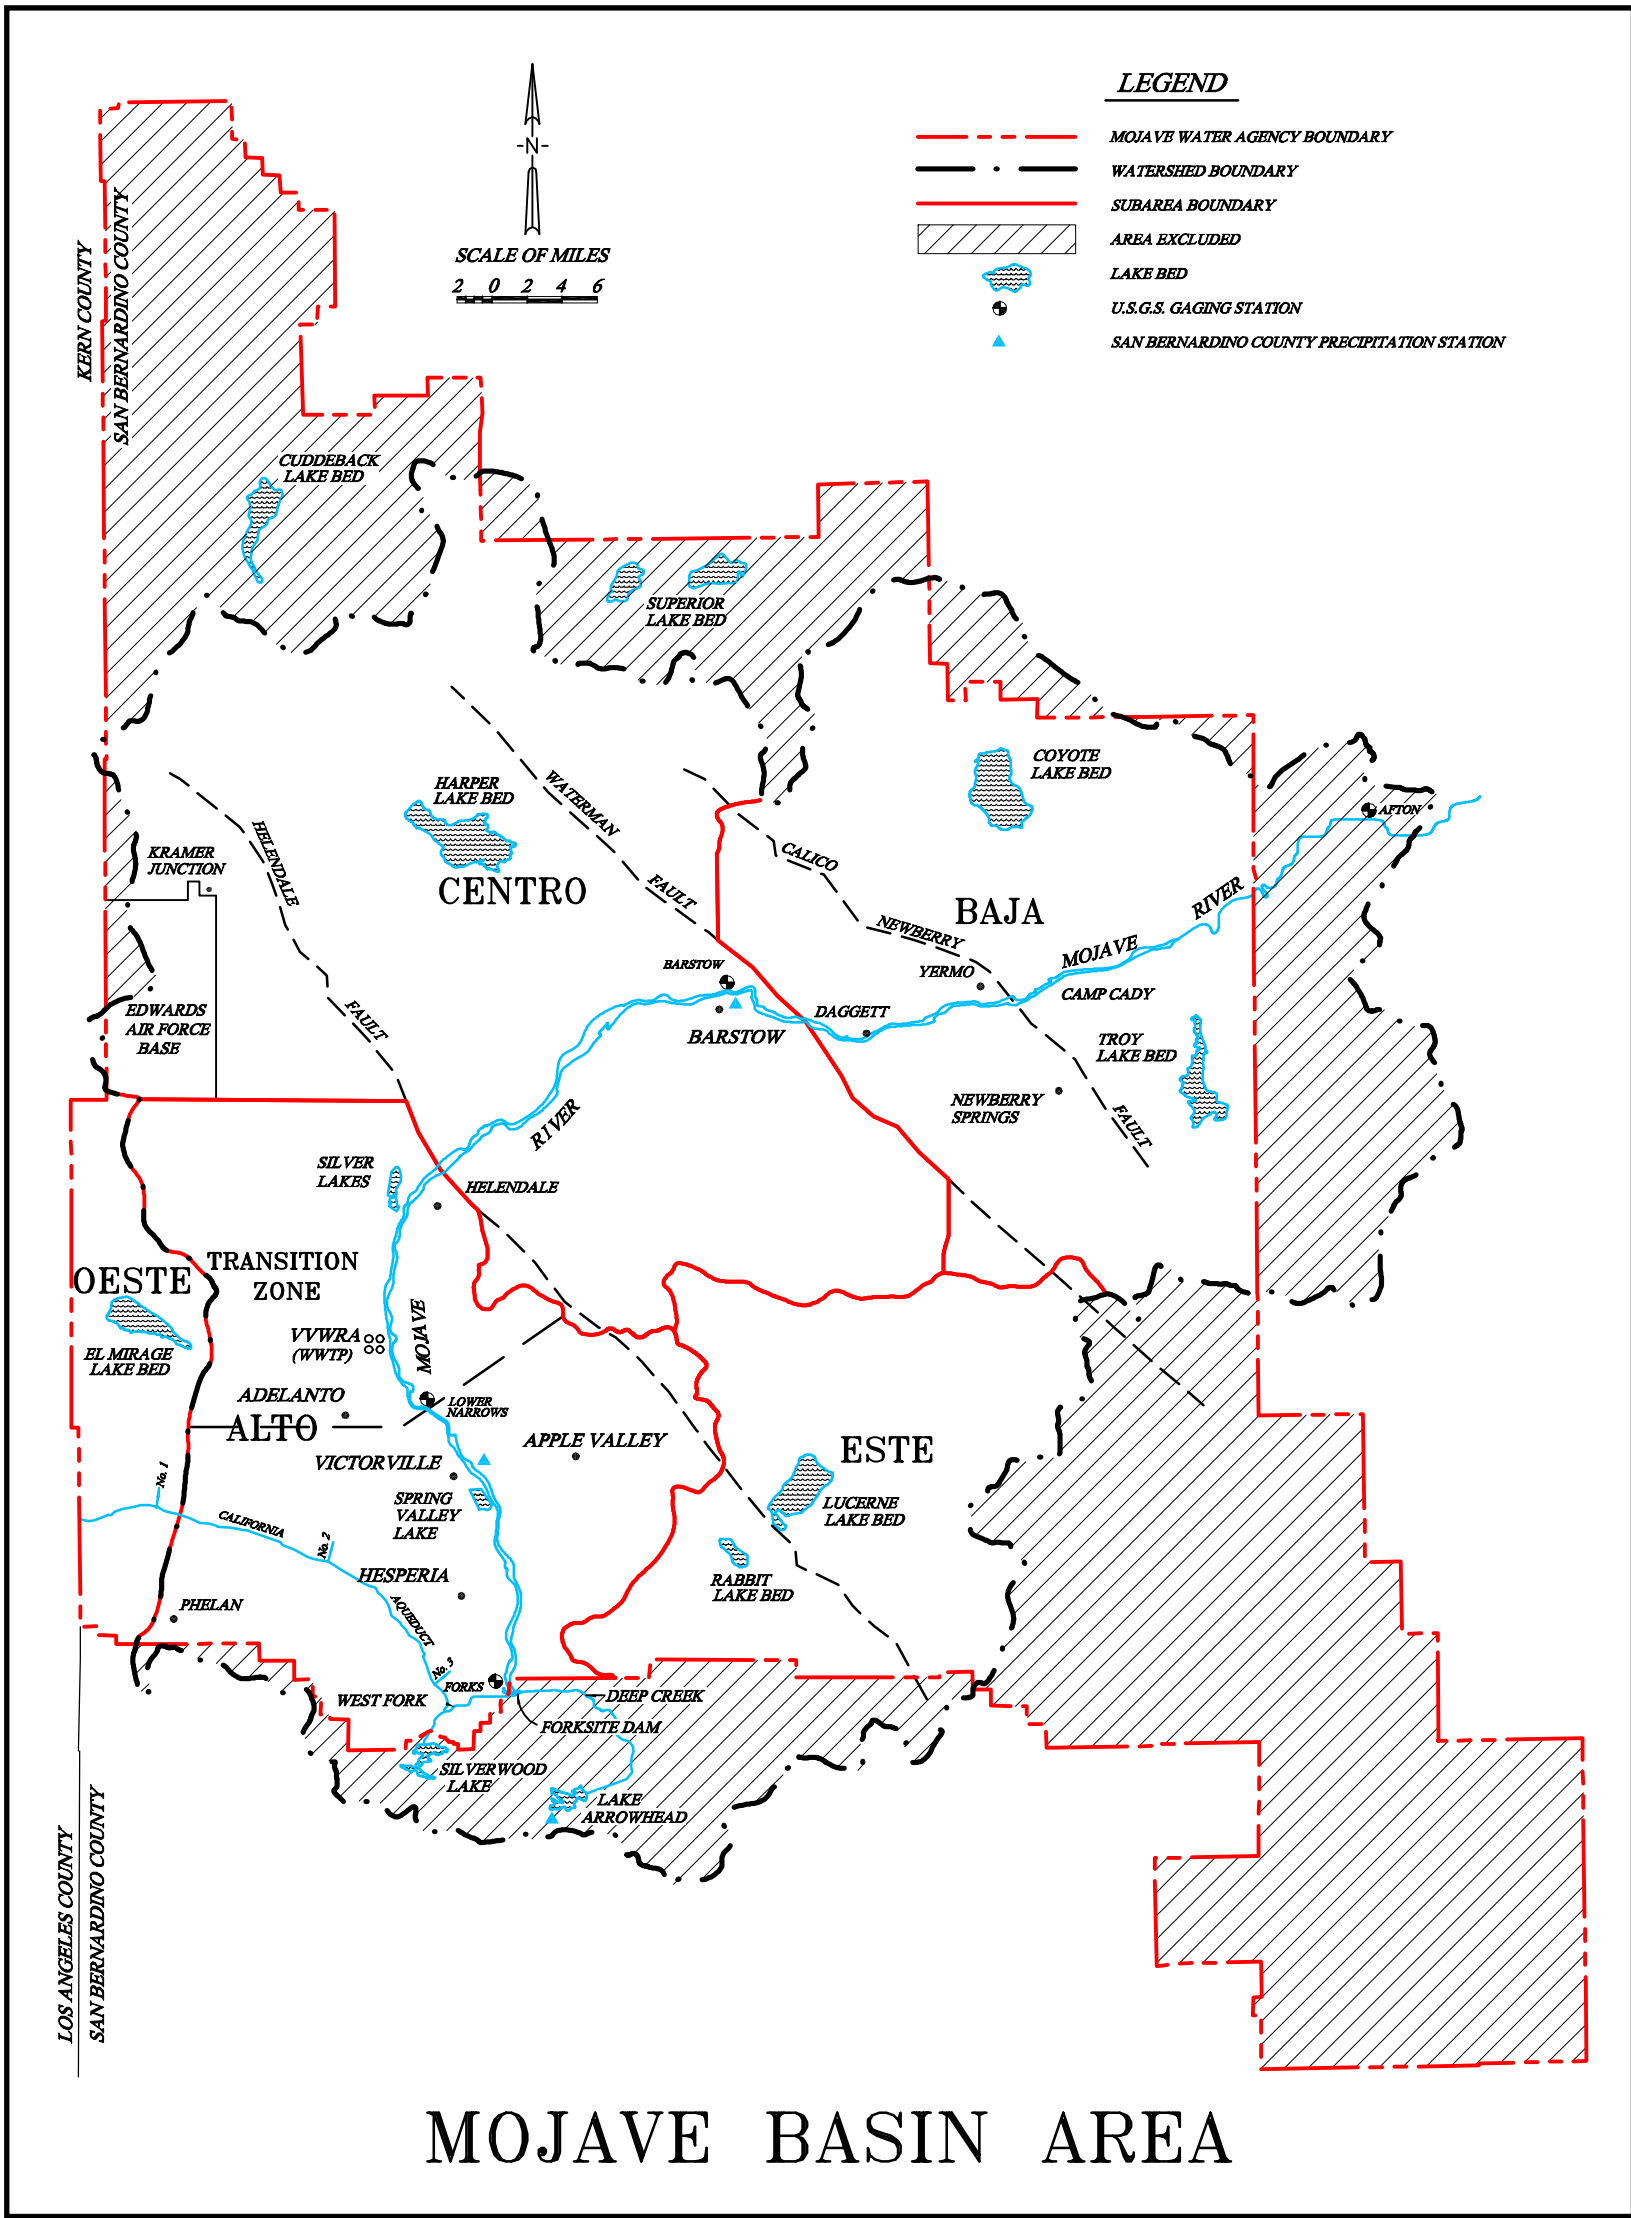 LEGEND
MOJAVE WATER AGENCY BOUNDARY
WATERSHED BOUNDARY
SUBAREA BOUNDARY
AREA EXCLUDED
LAKE BED
U.S.G.S. GAGING STATION
SAN BERNARDINO COUNTY PRECIPITATION STATION
-N-
SCALE OF MILES
2 0 2 4 6
KERN COUNTY
SAN BERNARDINO COUNTY
CUDDEBACK
LAKE BED
SUPERIOR
LAKE BED
COYOTE
LAKE BED
HARPER
LAKE BED
WATERMAN
FAULT
HELENDALE
FAULT
CALICO
NEWBERRY
FAULT
AFTON
KRAMER
JUNCTION
CENTRO
BAJA
RIVER
MOJAVE
BARSTOW
YERMO
CAMP CADY
EDWARDS
AIR FORCE
BASE
DAGGETT
BARSTOW
TROY
LAKE BED
NEWBERRY
SPRINGS
RIVER
SILVER
LAKES
HELENDALE
TRANSITION
ZONE
OESTE
EL MIRAGE
LAKE BED
VVWRA
(WWTP)
MOJAVE
ADELANTO
LOWER
NARROWS
ALTO
APPLE VALLEY
ESTE
VICTORVILLE
No. 1
SPRING
VALLEY
LAKE
LUCERNE
LAKE BED
CALIFORNIA
No. 2
HESPERIA
RABBIT
LAKE BED
PHELAN
AQUEDUCT
No. 3
FORKS
WEST FORK
DEEP CREEK
FORKSITE DAM
SILVERWOOD
LAKE
LAKE
ARROWHEAD
LOS ANGELES COUNTY
SAN BERNARDINO COUNTY
MOJAVE BASIN AREA